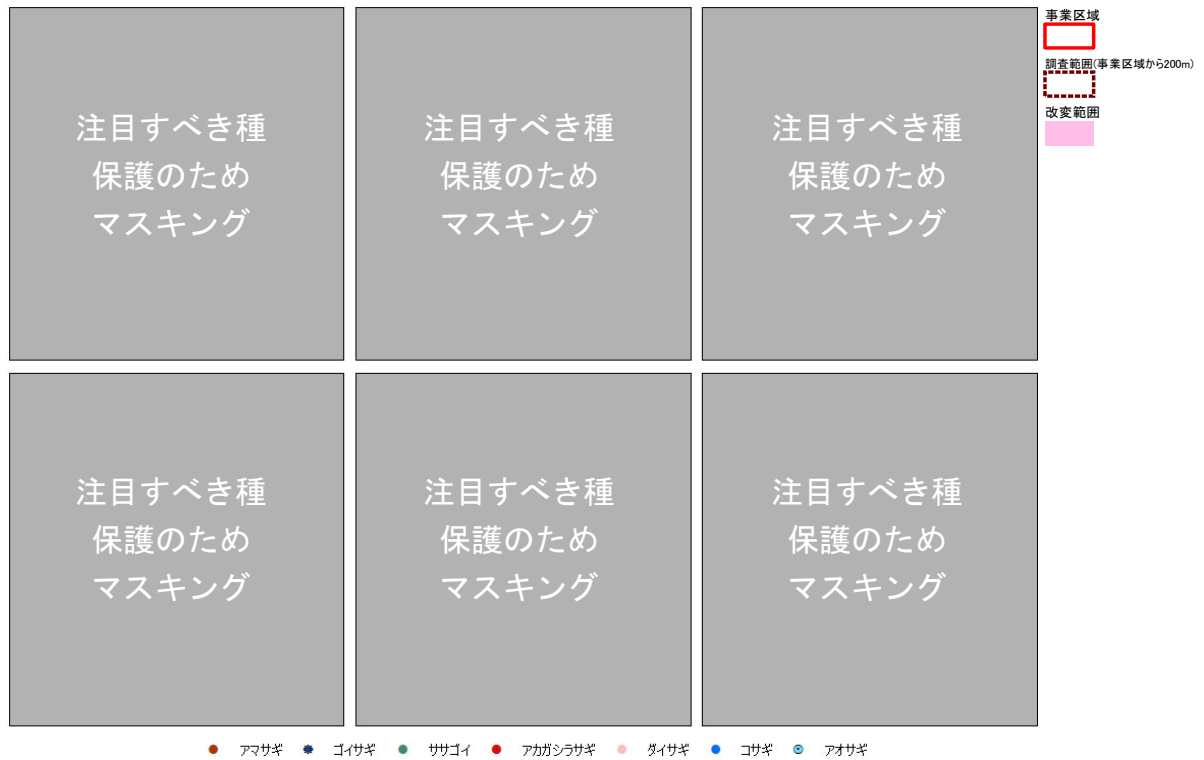 注目すべき種
保護のため
マスキング
注目すべき種
保護のため
マスキング
注目すべき種
保護のため
マスキング
事業区域
調査範囲(事業区域から200m)
改変範囲
注目すべき種
保護のため
マスキング
注目すべき種
保護のため
マスキング
注目すべき種
保護のため
マスキング
アマサギ ゴイサギ ササゴイ アカガシラサギ ダイサギ コサギ アオサギ